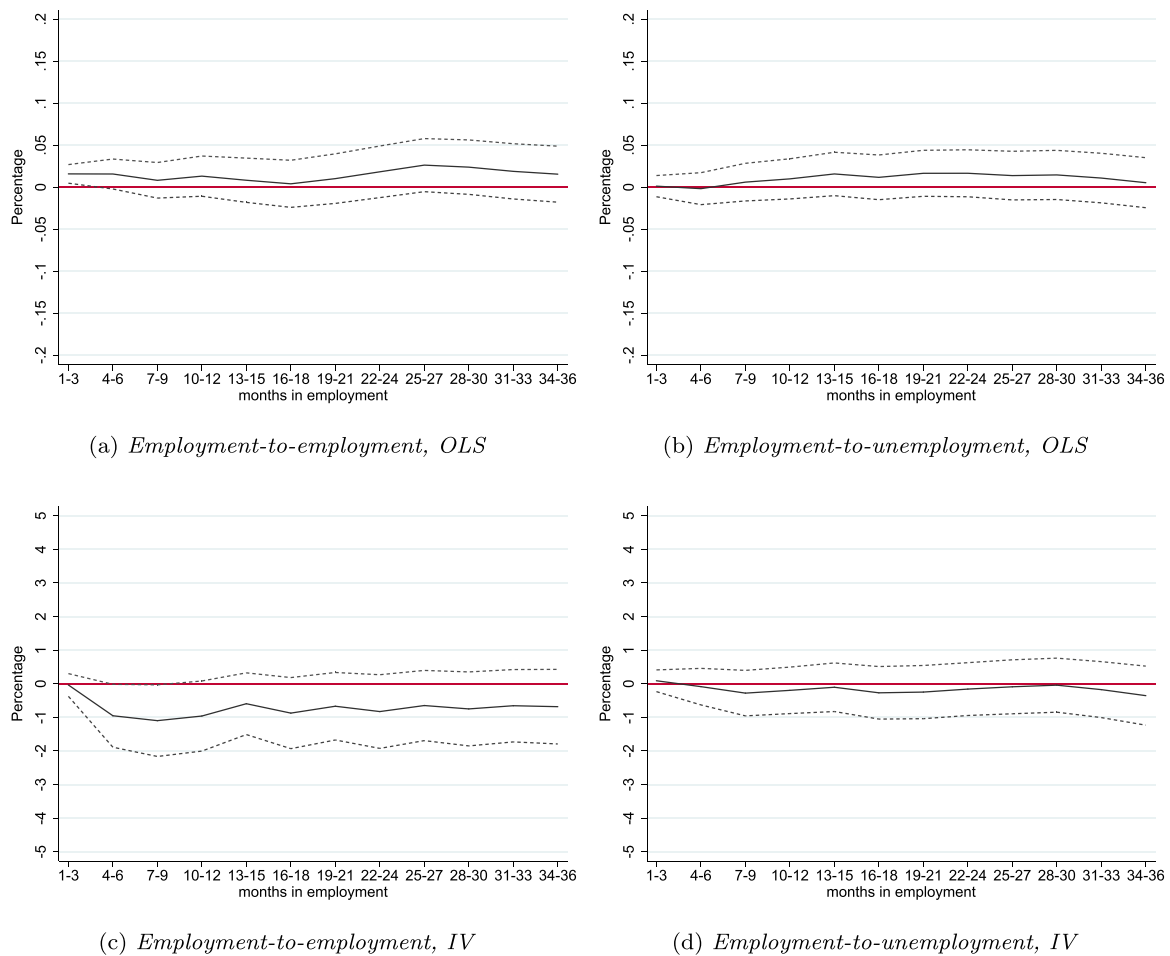 .2
.15
.1
.05
0
-.05
-.1
-.15
-.2
Percentage
1-3 4-6 7-9 10-12 13-15 16-18 19-21 22-24 25-27 28-30 31-33 34-36
months in employment
(a) Employment-to-employment, OLS
.2
.15
.1
.05
0
-.05
-.1
-.15
-.2
Percentage
1-3 4-6 7-9 10-12 13-15 16-18 19-21 22-24 25-27 28-30 31-33 34-36
months in employment
(b) Employment-to-unemployment, OLS
5
4
3
2
1
0
-1
-2
-3
-4
-5
Percentage
1-3 4-6 7-9 10-12 13-15 16-18 19-21 22-24 25-27 28-30 31-33 34-36
months in employment
(c) Employment-to-employment, IV
5
4
3
2
1
0
-1
-2
-3
-4
-5
Percentage
1-3 4-6 7-9 10-12 13-15 16-18 19-21 22-24 25-27 28-30 31-33 34-36
months in employment
(d) Employment-to-unemployment, IV